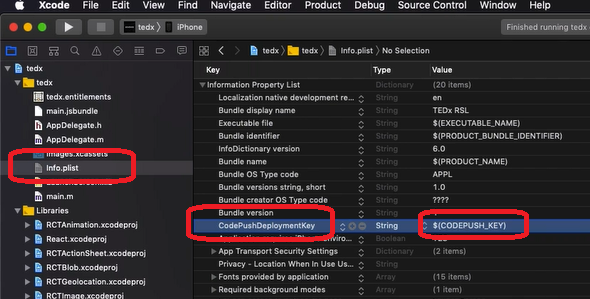 Xcode File Edit View Find Navigate Editor Product Debug Source Control Window Help
tedx iPhone Finished running tedx
tedx tedx Info.plist No Selection
Key Type Value
tedx
tedx
tedx.entitlements
main.jsbundle
AppDelegate.h
AppDelegate.m
Images.xcassets
Info.plist
main.m
Libraries
RCTAnimation.xcodeproj
React.xcodeproj
RCTActionSheet.xcodeproj
RCTBlob.xcodeproj
RCTGeolocation.xcodeproj
RCTImage.xcodeproj
Information Property List Dictionary (20 items)
Localization native development re... String en
Bundle display name String TEDx RSL
Executable file String $(EXECUTABLE_NAME)
Bundle identifier String $(PRODUCT_BUNDLE_IDENTIFIER)
InfoDictionary version String 6.0
Bundle name String $(PRODUCT_NAME)
Bundle OS Type code String APPL
Bundle versions string, short String 1.0
Bundle creator OS Type code String ????
Bundle version
CodePushDeploymentKey String $(CODEPUSH_KEY)
Boolean
App Transport Security Settings Dictionary (2 items)
Privacy - Location When In Use Us... String
Fonts provided by application Array (15 items)
Required background modes Array (1 item)